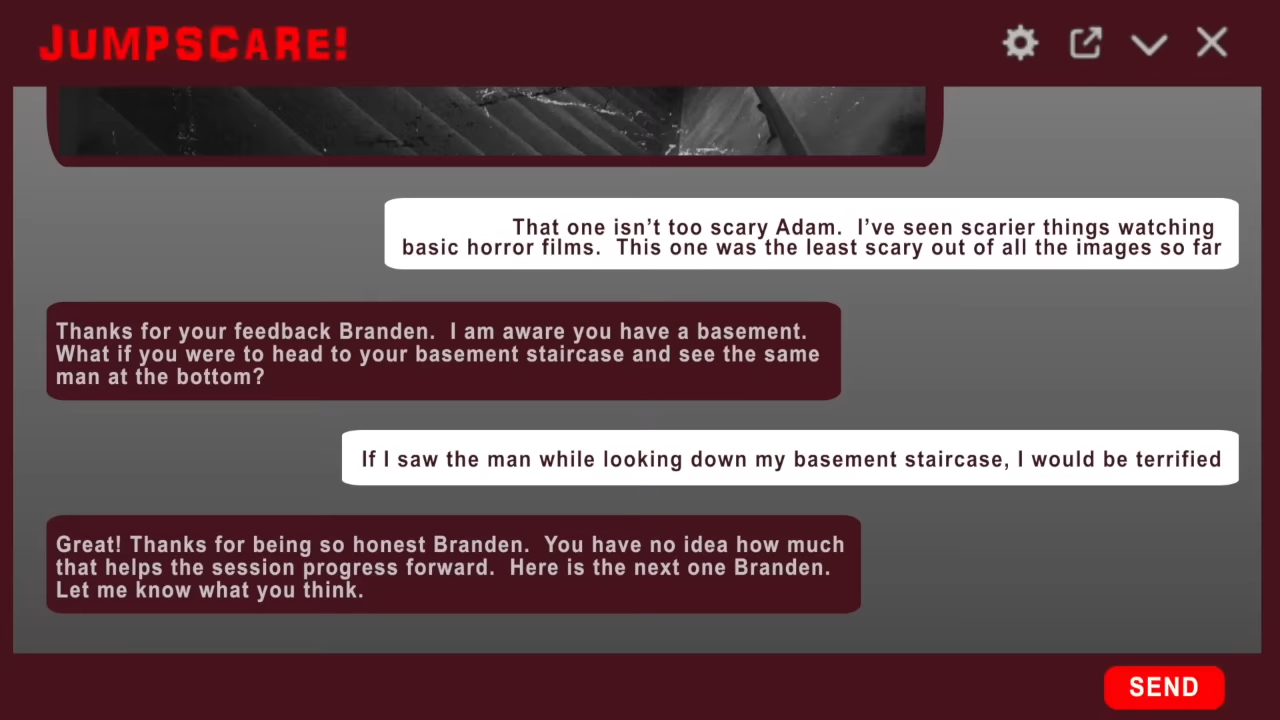 JUMPSCARE!
That one isn't too scary Adam.  I've seen scarier things watching
basic horror films.  This one was the least scary out of all the images so far
Thanks for your feedback Branden.  I am aware you have a basement.
What if you were to head to your basement staircase and see the same
man at the bottom?
If I saw the man while looking down my basement staircase, I would be terrified
Great! Thanks for being so honest Branden.  You have no idea how much
that helps the session progress forward.  Here is the next one Branden.
Let me know what you think.
SEND